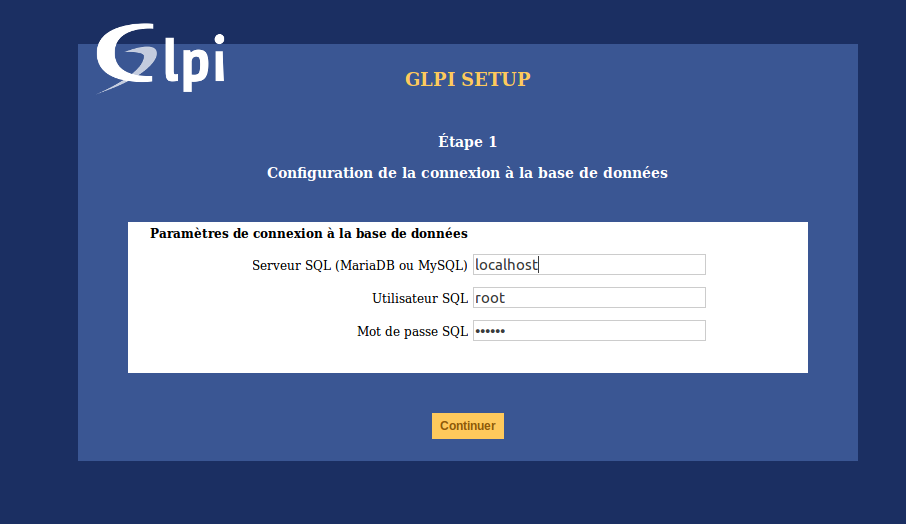 Glpi
GLPI SETUP
Étape 1
Configuration de la connexion à la base de données
Paramètres de connexion à la base de données
Serveur SQL (MariaDB ou MySQL) localhost
Utilisateur SQL root
Mot de passe SQL ••••••
Continuer